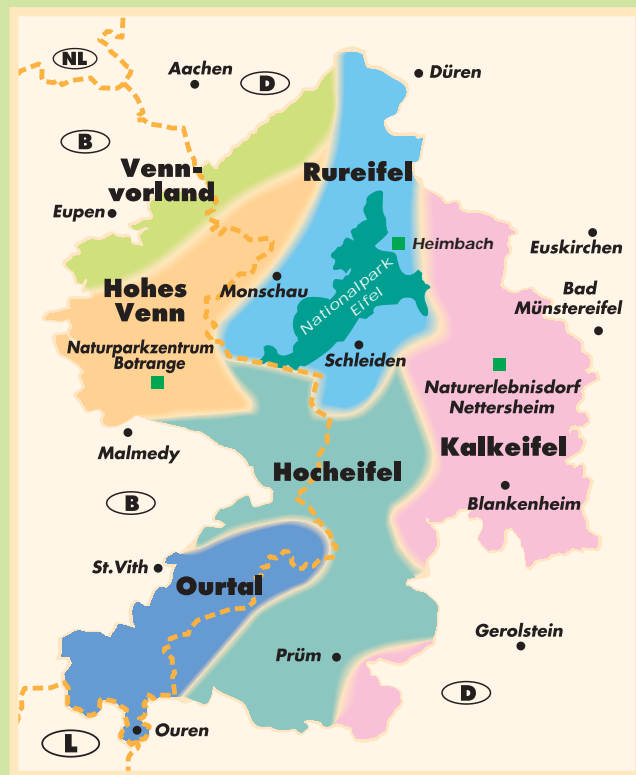 NL
Aachen
D
Düren
B
Venn-
vorland
Rureifel
Eupen
Heimbach
Euskirchen
Hohes
Venn
Monschau
Nationalpark
Eifel
Bad
Münstereifel
Naturparkzentrum
Botrange
Schleiden
Naturerlebnisdorf
Nettersheim
Malmedy
Kalkeifel
Hocheifel
B
Blankenheim
St.Vith
Ourtal
Gerolstein
Prüm
D
Ouren
L